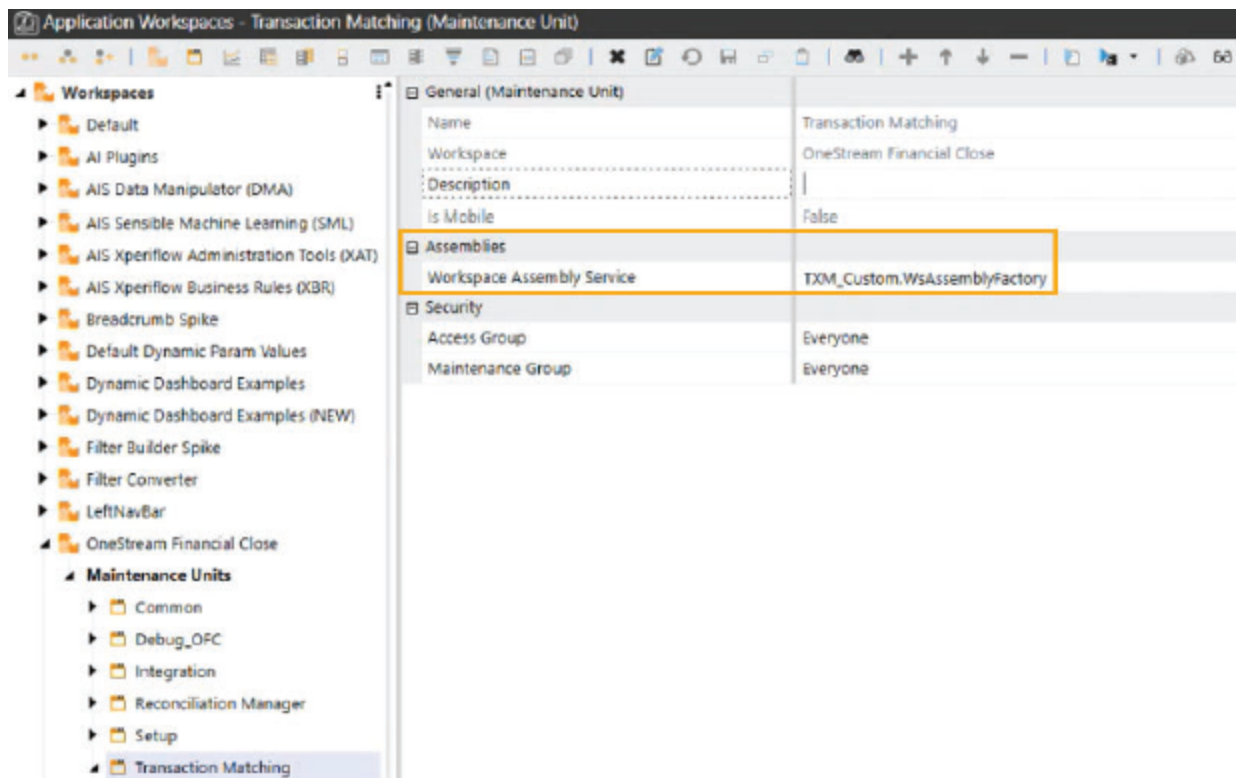 Application Workspaces - Transaction Matching (Maintenance Unit)
Workspaces
Default
AI Plugins
AIS Data Manipulator (DMA)
AIS Sensible Machine Learning (SML)
AIS Xperiflow Administration Tools (XAT)
AIS Xperiflow Business Rules (XBR)
Breadcrumb Spike
Default Dynamic Param Values
Dynamic Dashboard Examples
Dynamic Dashboard Examples (NEW)
Filter Builder Spike
Filter Converter
LeftNavBar
OneStream Financial Close
Maintenance Units
Common
Debug_OFC
Integration
Reconciliation Manager
Setup
Transaction Matching
General (Maintenance Unit)
Name Transaction Matching
Workspace OneStream Financial Close
Description
Is Mobile False
Assemblies
Workspace Assembly Service TXM_Custom.WsAssemblyFactory
Security
Access Group Everyone
Maintenance Group Everyone